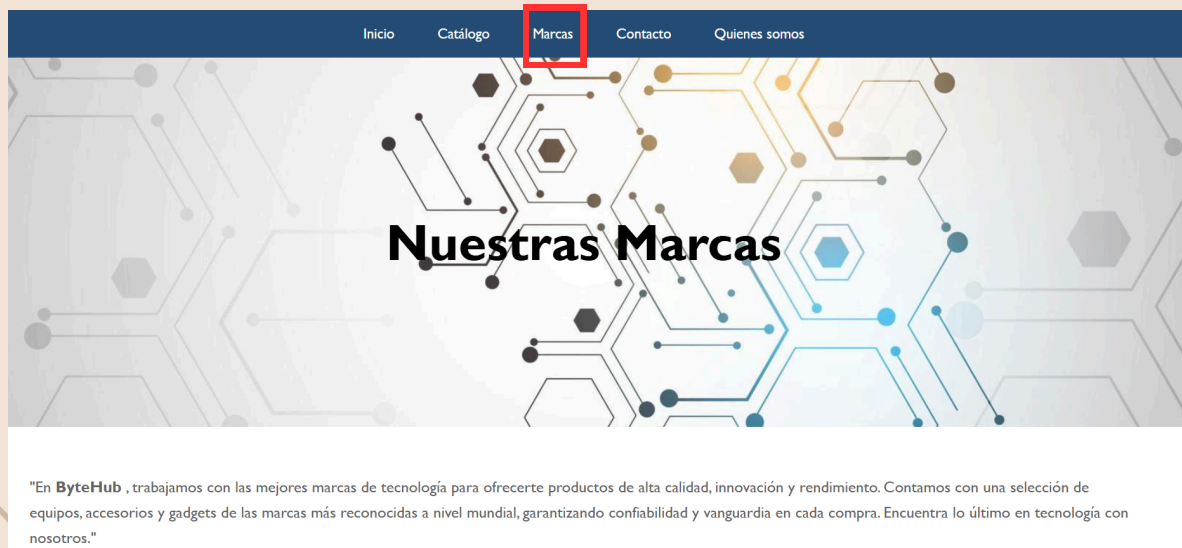 Inicio Catálogo Marcas Contacto Quienes somos
Nuestras Marcas
"En ByteHub , trabajamos con las mejores marcas de tecnología para ofrecerte productos de alta calidad, innovación y rendimiento. Contamos con una selección de
equipos, accesorios y gadgets de las marcas más reconocidas a nivel mundial, garantizando confiabilidad y vanguardia en cada compra. Encuentra lo último en tecnología con
nosotros."